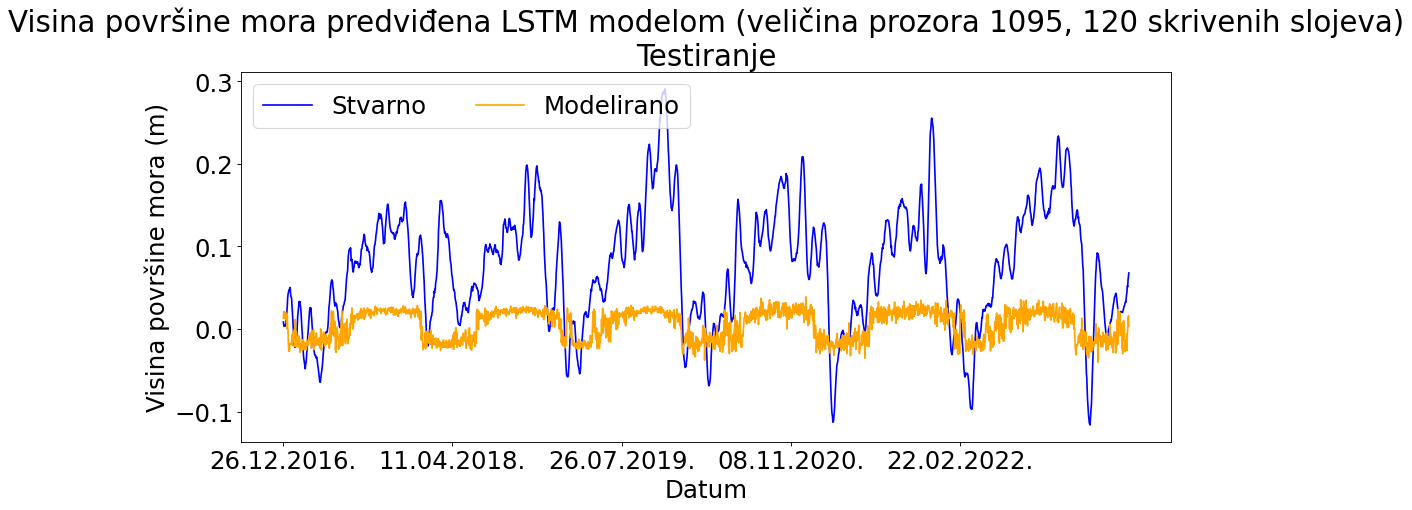 Visina površine mora predviđena LSTM modelom (veličina prozora 1095, 120 skrivenih slojeva)
Testiranje
Stvarno Modelirano
Visina površine mora (m)
0.3
0.2
0.1
0.0
−0.1
26.12.2016. 11.04.2018. 26.07.2019. 08.11.2020. 22.02.2022.
Datum